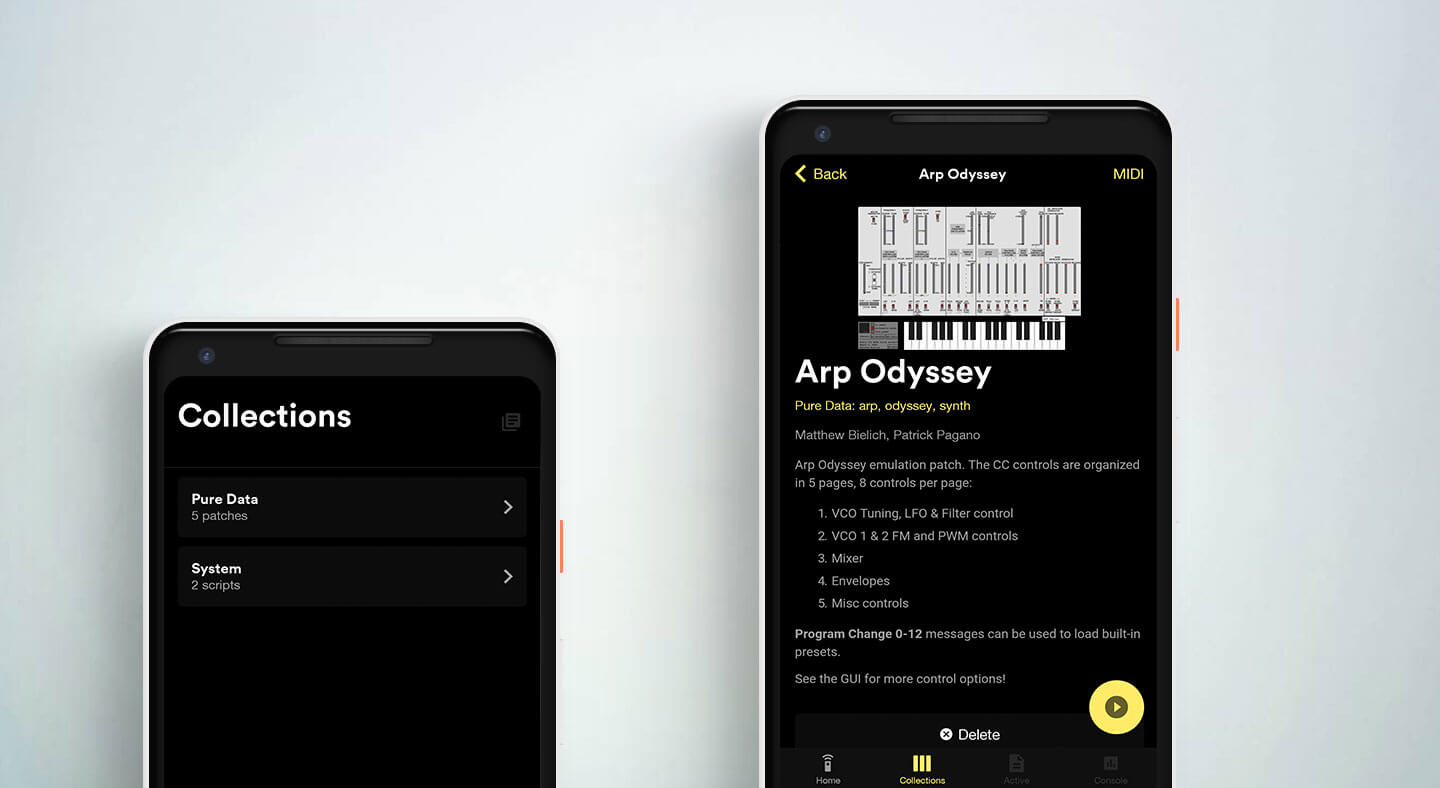 Collections
Pure Data
5 patches
System
2 scripts
Back
Arp Odyssey
MIDI
Arp Odyssey
Pure Data: arp, odyssey, synth
Matthew Bielich, Patrick Pagano
Arp Odyssey emulation patch. The CC controls are organized
in 5 pages, 8 controls per page:
1. VCO Tuning, LFO & Filter control
2. VCO 1 & 2 FM and PWM controls
3. Mixer
4. Envelopes
5. Misc controls
Program Change 0-12 messages can be used to load built-in
presets.
See the GUI for more control options!
Delete
Home
Collections
Active
Console